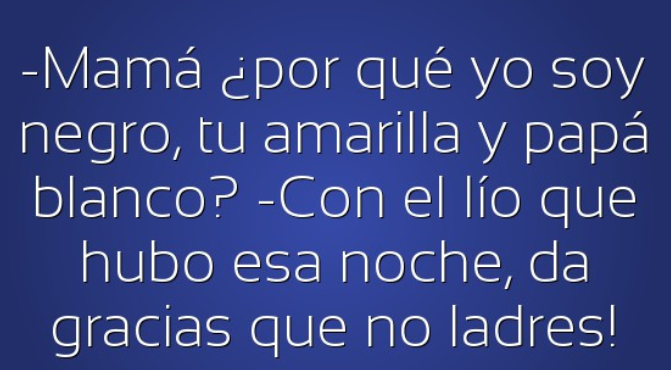 -Mamá ¿por qué yo soy
negro, tu amarilla y papá
blanco? -Con el lío que
hubo esa noche, da
gracias que no ladres!